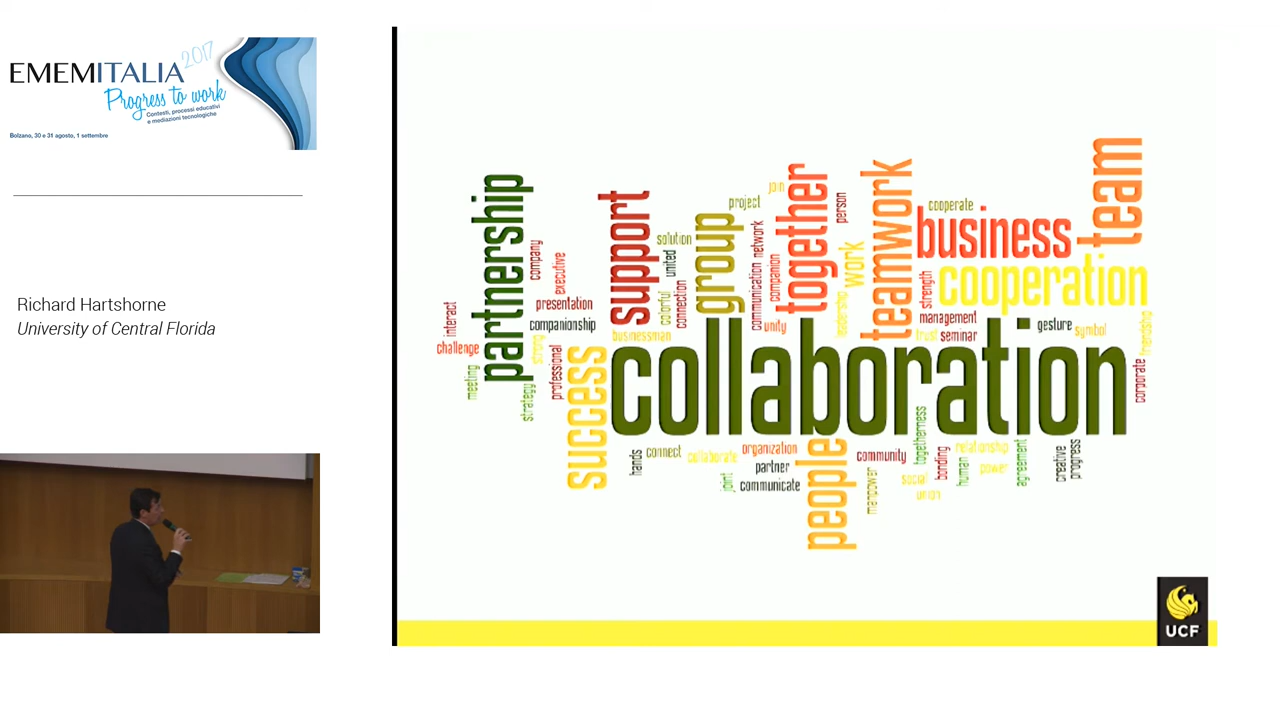 EMEMITALIA 2017
Progress to work
Contesti, processi educativi
e mediazioni tecnologiche
Bolzano, 30 e 31 agosto, 1 settembre
Richard Hartshorne
University of Central Florida
team
partnership
support
together
teamwork
join
project
person
cooperate
business
group
solution
united
network
work
company
executive
colorful
connection
communication
companion
leadership
strength
cooperation
interact
presentation
companionship
businessman
unity
management
trust
seminar
gesture
symbol
friendship
challenge
strong
professional
meeting
strategy
success
collaboration
corporate
hands
connect
collaborate
organization
partner
joint
communicate
people
manpower
community
togetherness
social
union
bonding
human
relationship
power
agreement
creative
progress
UCF